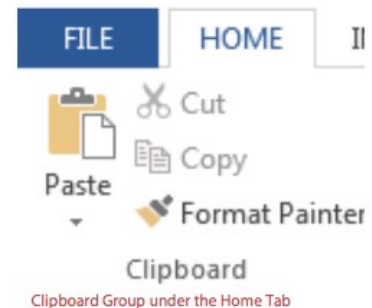 FILE HOME
Cut
Copy
Paste
Format Painter
Clipboard
Clipboard Group under the Home Tab